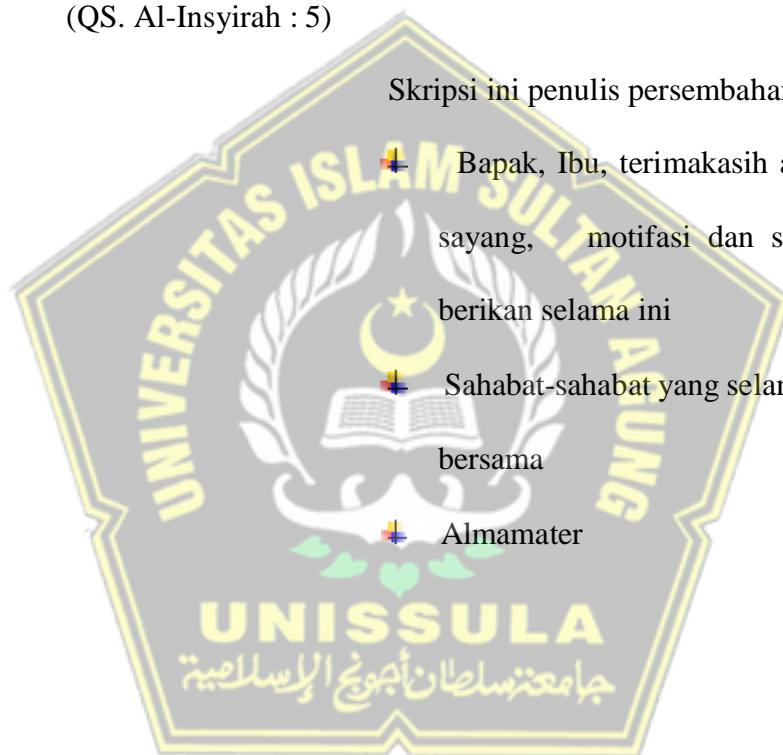 (QS. Al-Insyirah : 5)
Skripsi ini penulis persembahan
Bapak, Ibu, terimakasih
sayang, motifasi dan
berikan selama ini
Sahabat-sahabat yang
bersama
Almamater
UNIVERSITAS ISLAM SULTAN AGUNG
UNISSULA
جامعة سلطان أجونج الإسلامية